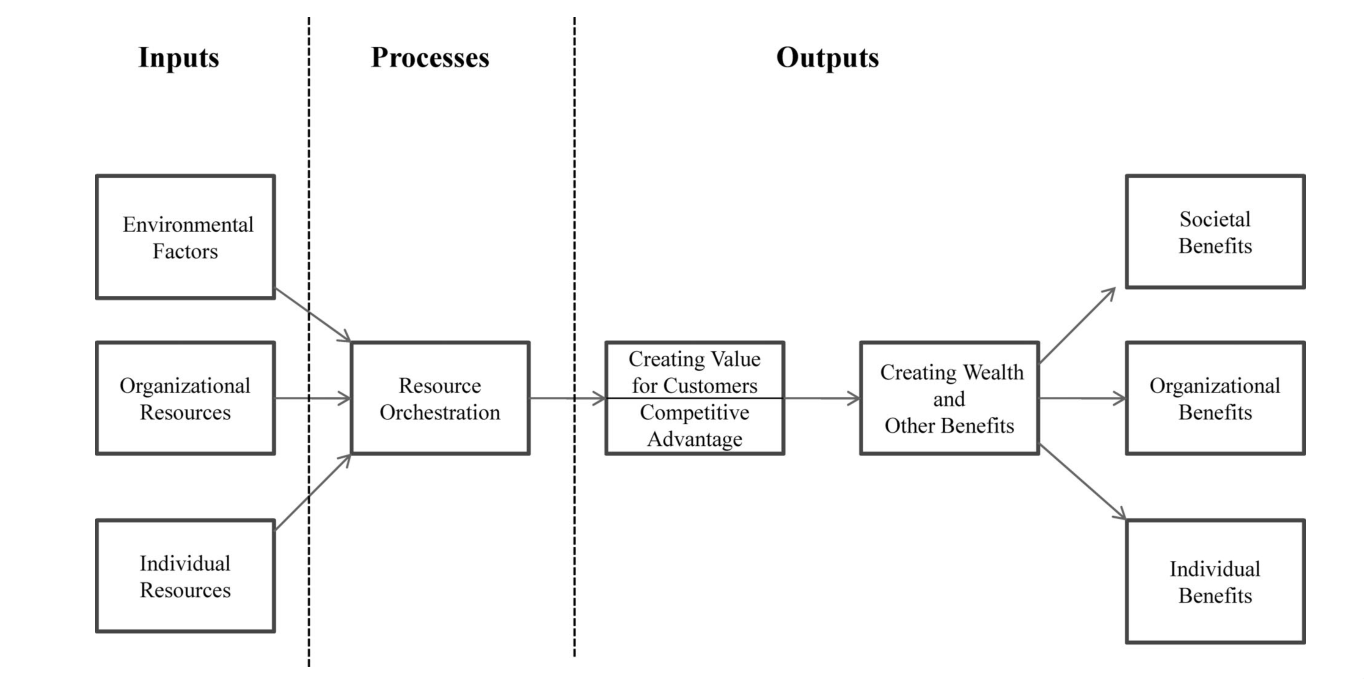 Inputs
Processes
Outputs
Environmental
Factors
Organizational
Resources
Individual
Resources
Resource
Orchestration
Creating Value
for Customers
Competitive
Advantage
Creating Wealth
and
Other Benefits
Societal
Benefits
Organizational
Benefits
Individual
Benefits